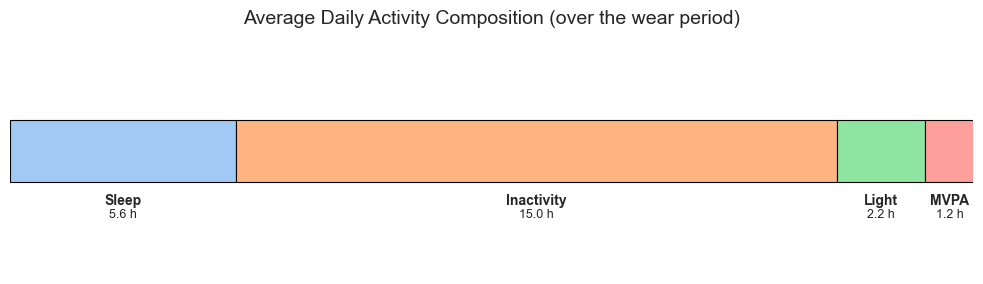 Average Daily Activity Composition (over the wear period)
Sleep Inactivity Light MVPA
5.6 h 15.0 h 2.2 h 1.2 h